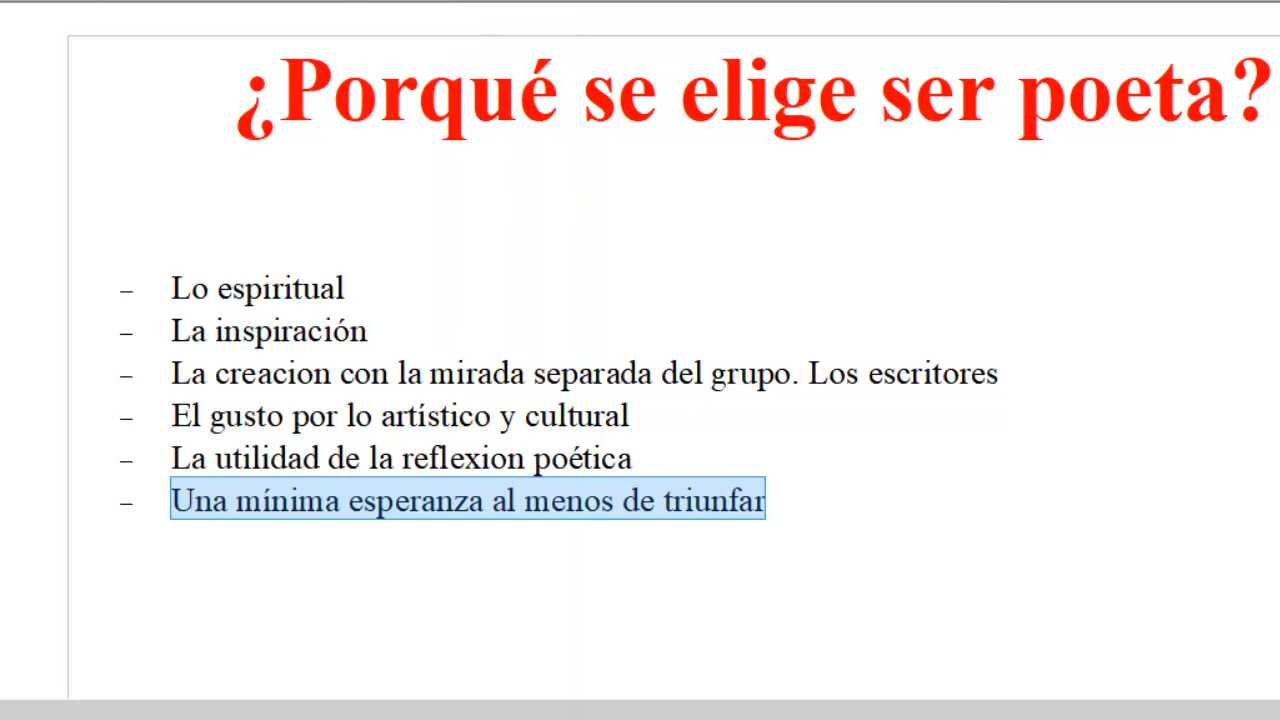 ¿Porqué se elige ser poeta?
– Lo espiritual
– La inspiración
– La creacion con la mirada separada del grupo. Los escritores
– El gusto por lo artístico y cultural
– La utilidad de la reflexion poética
– Una mínima esperanza al menos de triunfar